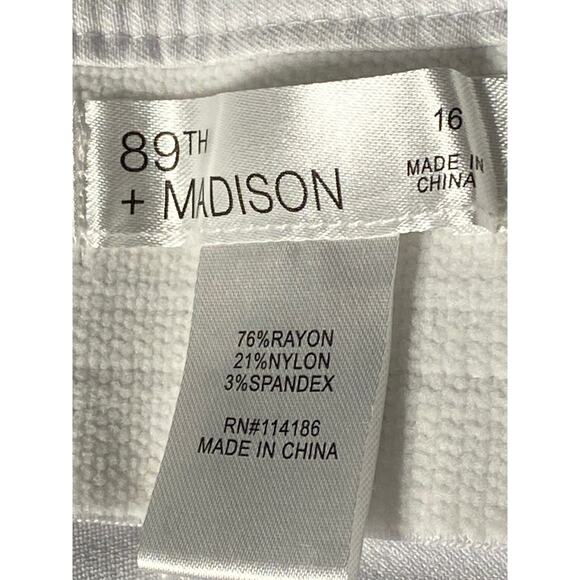 89TH
+ MADISON
16
MADE IN
CHINA
76%RAYON
21%NYLON
3%SPANDEX
RN#114186
MADE IN CHINA